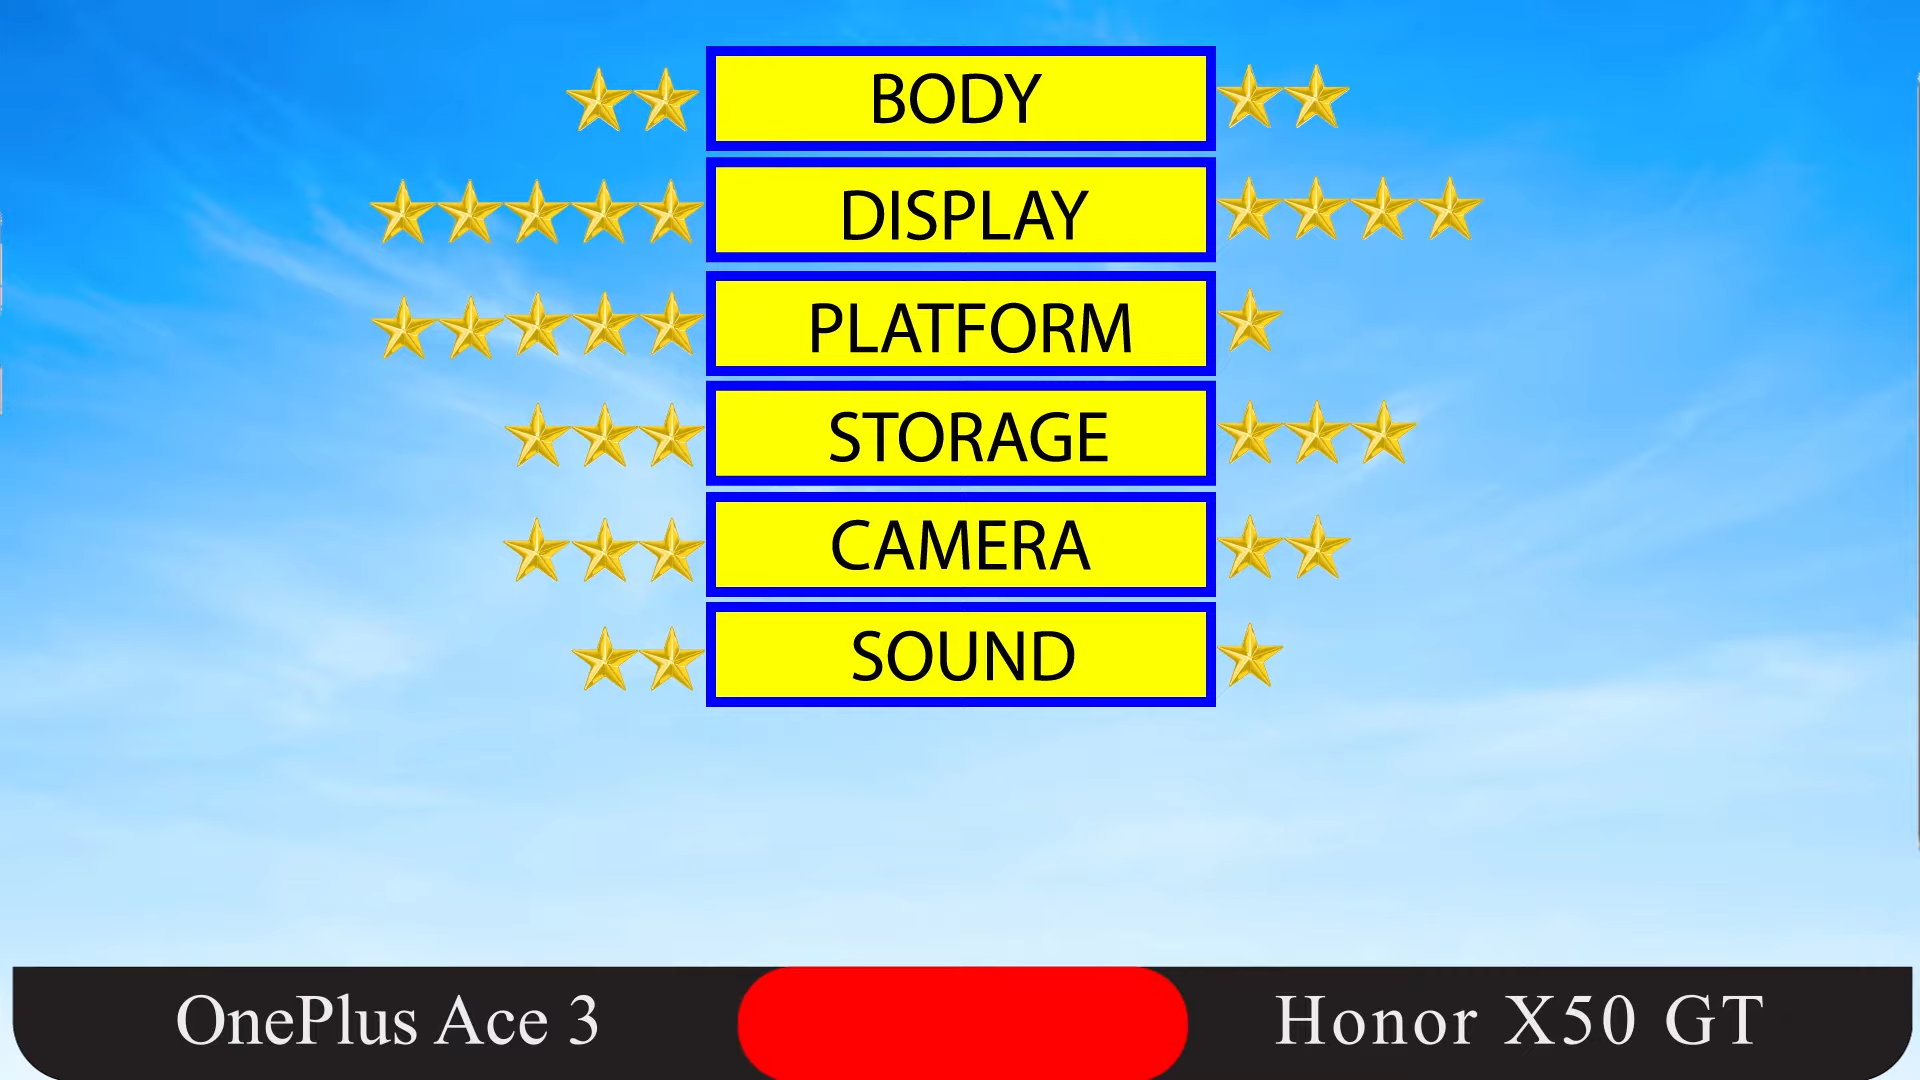 BODY
DISPLAY
PLATFORM
STORAGE
CAMERA
SOUND
OnePlus Ace 3
Honor X50 GT